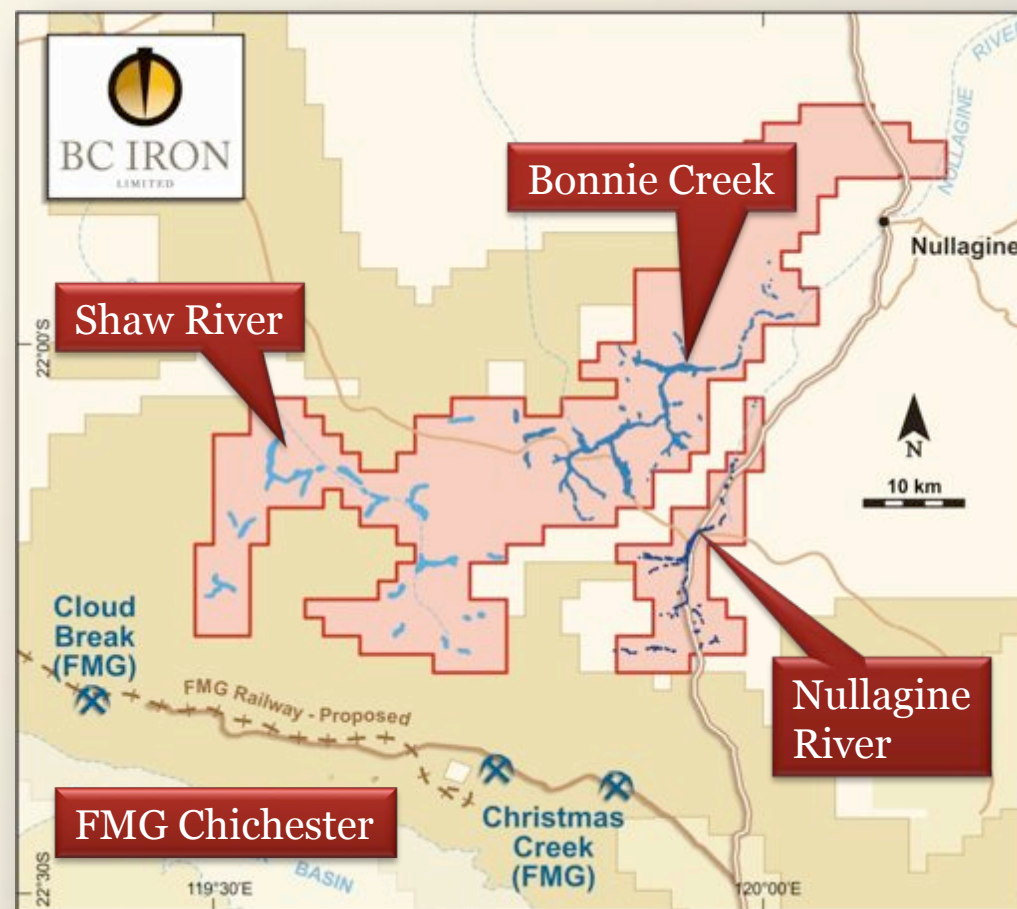 BC IRON
LIMITED
RIVER
NULLAGINE
Bonnie Creek
Nullagine
Shaw River
22°00'S
N
10 km
Cloud
Break
(FMG)
FMG Railway - Proposed
Nullagine
River
FMG Chichester
Christmas
Creek
(FMG)
BASIN
22°30'S
119°30'E
120°00'E